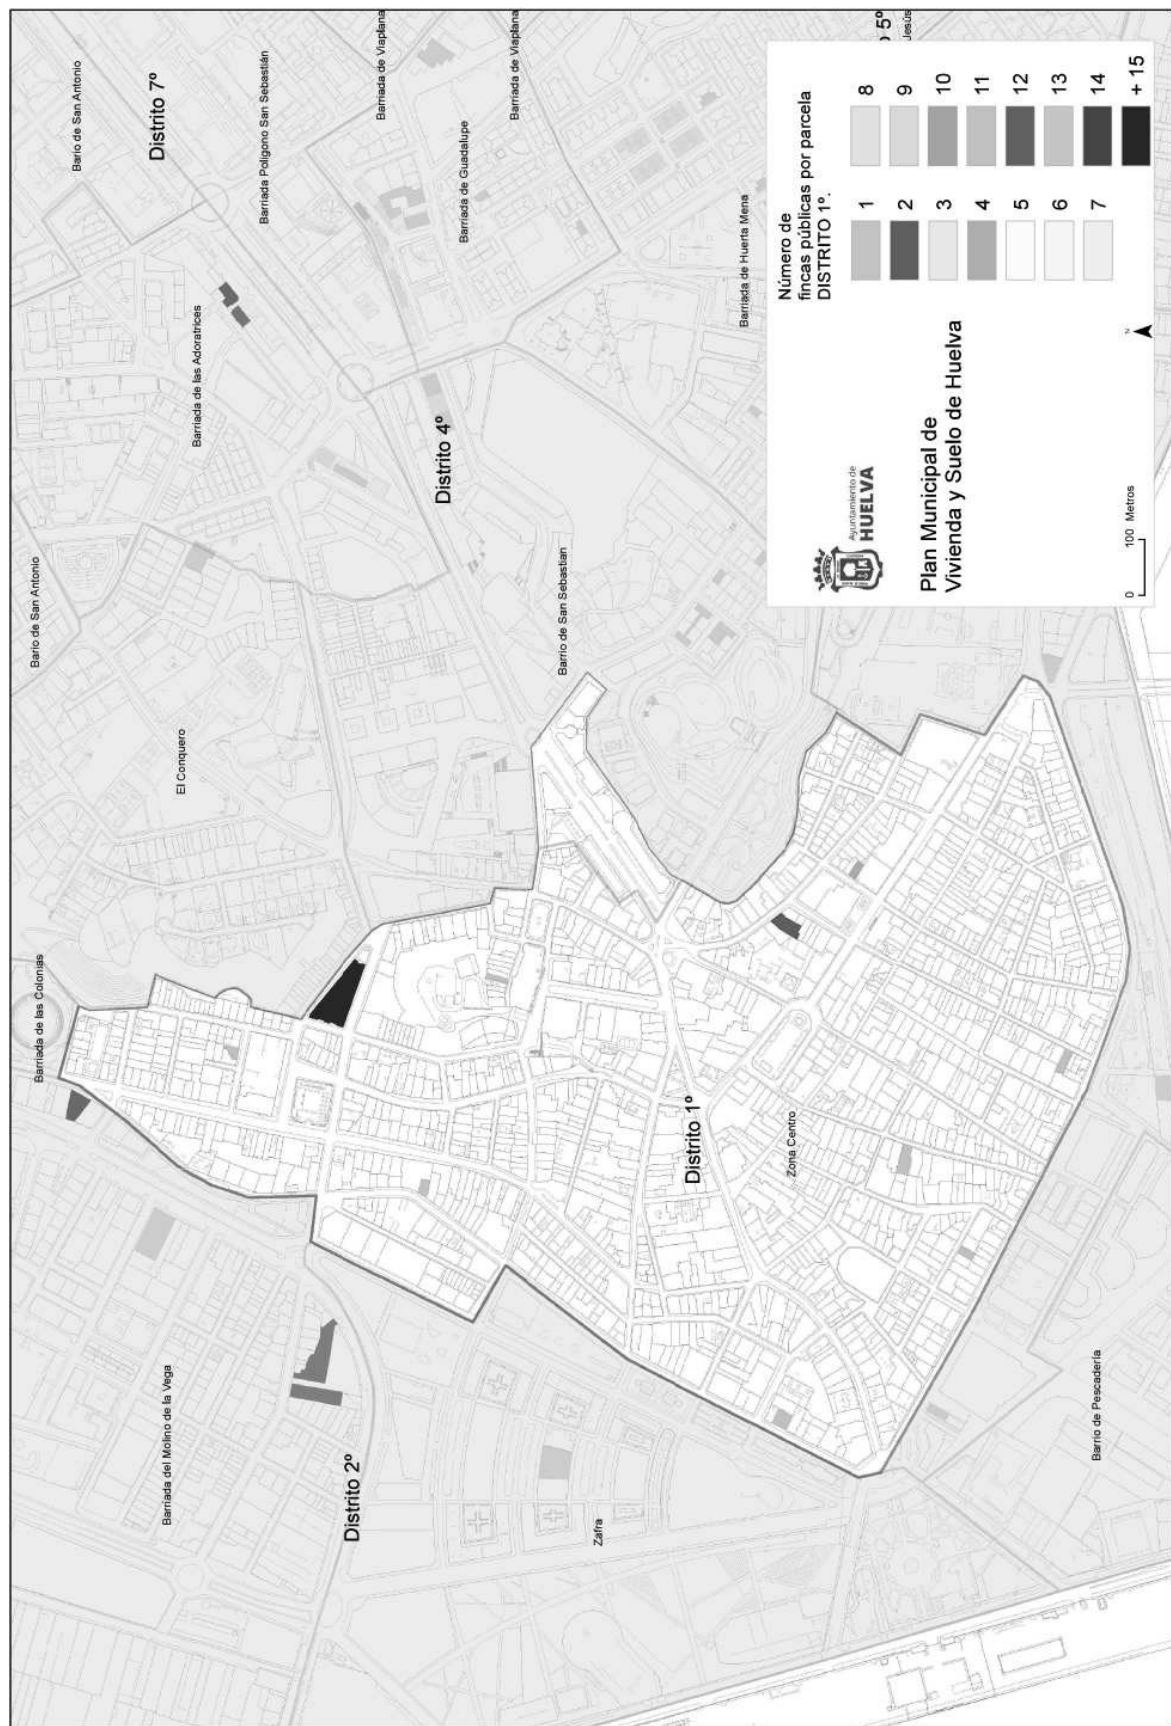 Barriada del Molino de la Vega
Barriada de las Colonias
Bario de San Antonio
Bario de San Antonio
El Conquero
Barriada de las Adoratrices
Distrito 7º
Barriada Poligono San Sebastián
Barriada de Viaplana
Barriada de Viaplana
Barriada de Guadalupe
Distrito 2º
Distrito 4º
Zafra
Barrio de San Sebastian
Distrito 1º
Zona Centro
Barriada de Huerta Mena
Barrio de Pescadería
5º
Jesús
Ayuntamiento de
HUELVA
Plan Municipal de
Vivienda y Suelo de Huelva
0 100 Metros
N
Número de
fincas públicas por parcela
DISTRITO 1º.
1
2
3
4
5
6
7
8
9
10
11
12
13
14
+ 15